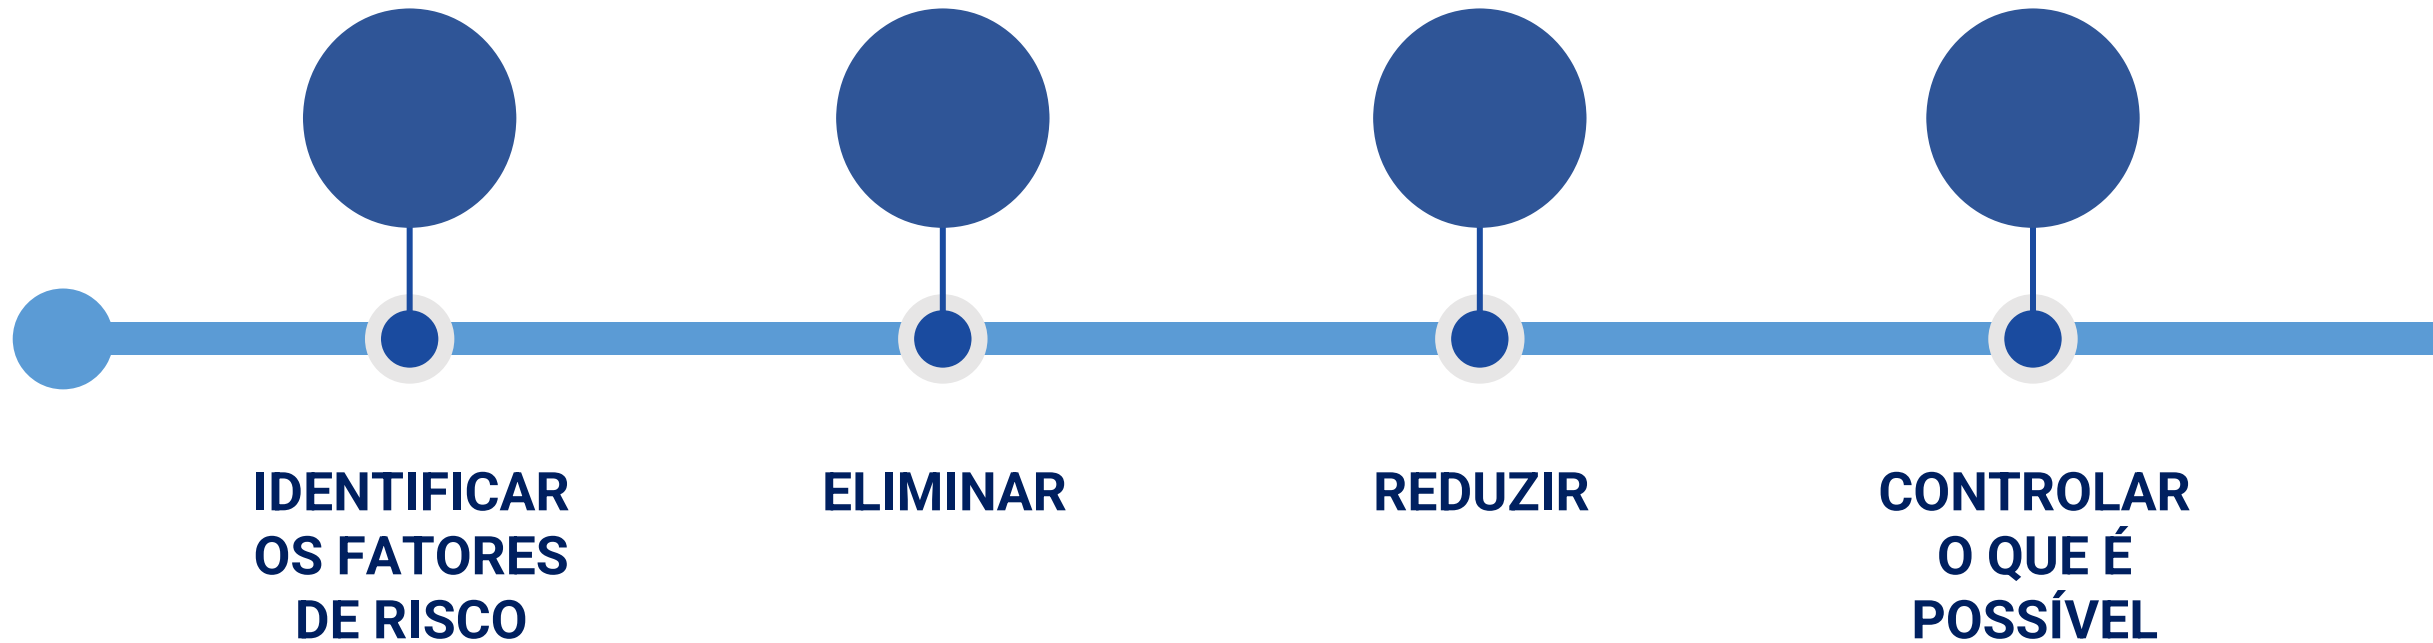 IDENTIFICAR
OS FATORES
DE RISCO
ELIMINAR
REDUZIR
CONTROLAR
O QUE É
POSSÍVEL